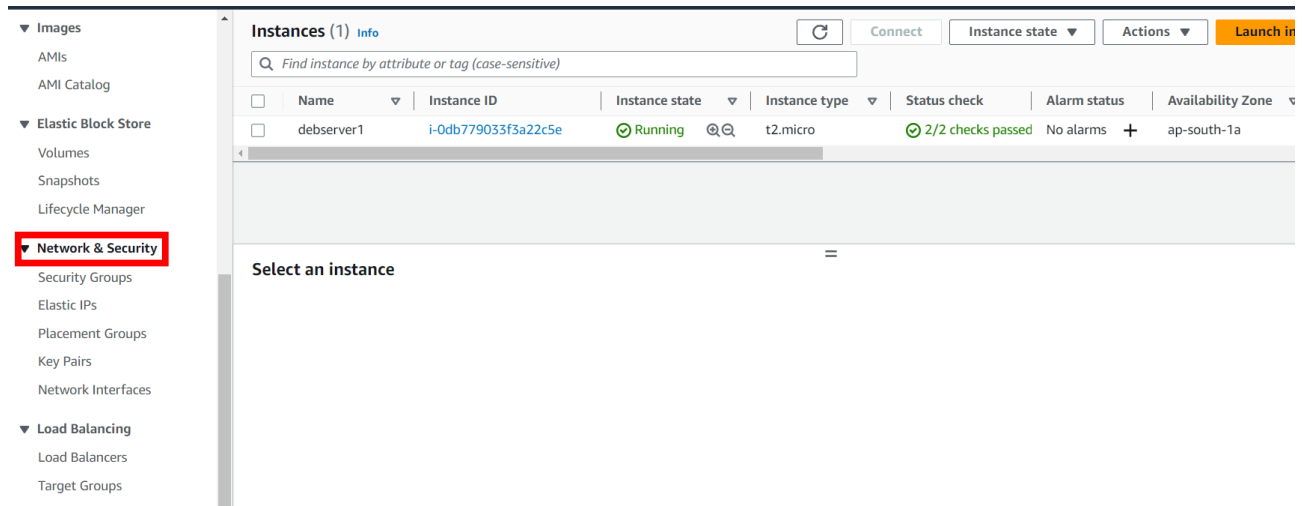 Images
AMIs
AMI Catalog
Elastic Block Store
Volumes
Snapshots
Lifecycle Manager
Network & Security
Security Groups
Elastic IPs
Placement Groups
Key Pairs
Network Interfaces
Load Balancing
Load Balancers
Target Groups
Instances (1) Info
Connect Instance state Actions Launch in
Find instance by attribute or tag (case-sensitive)
Name Instance ID Instance state Instance type Status check Alarm status Availability Zone
debserver1 i-0db779033f3a22c5e Running t2.micro 2/2 checks passed No alarms + ap-south-1a
Select an instance